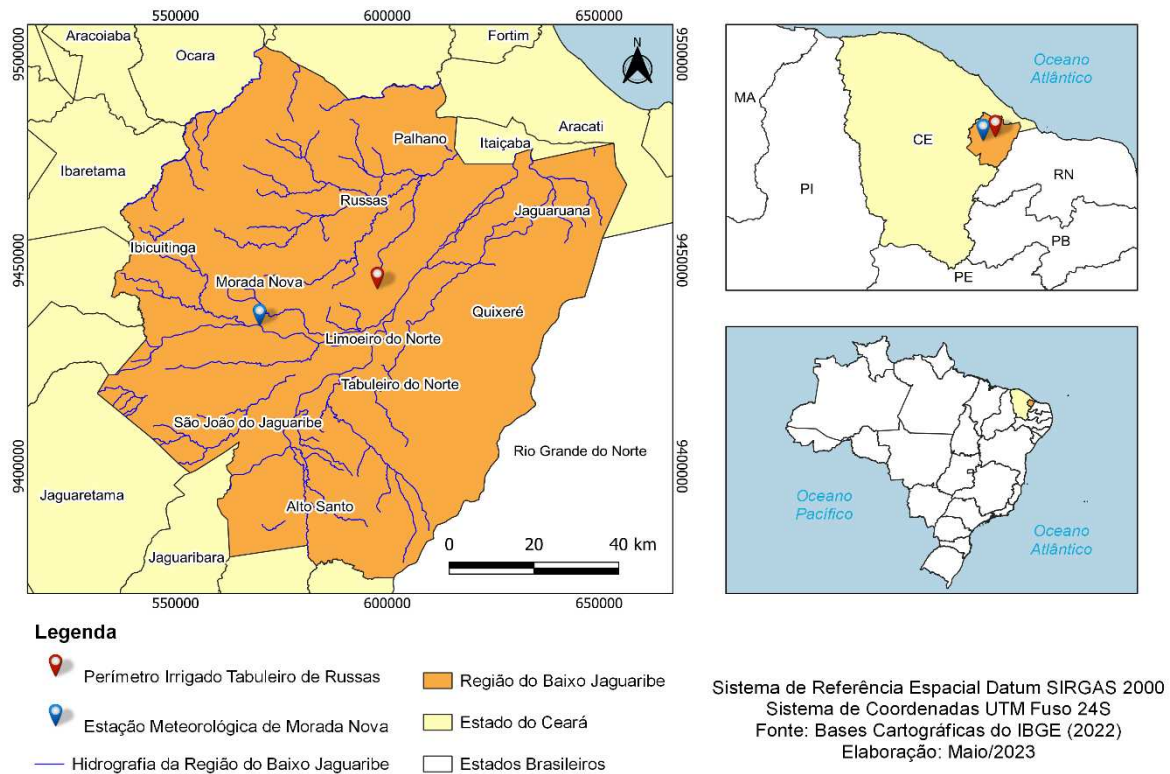 550000
600000
650000
9500000
9450000
9400000
Aracoiaba
Ocara
Fortim
N
Palhano
Aracati
Itaiçaba
Ibaretama
Russas
Jaguaruana
Ibicuitinga
Morada Nova
Quixeré
Limoeiro do Norte
Tabuleiro do Norte
São João do Jaguaribe
Rio Grande do Norte
Jaguaretama
Alto Santo
Jaguaribara
0 20 40 km
9500000
9450000
9400000
550000
600000
650000
Oceano
Atlântico
MA
CE
PI
RN
PB
PE
Oceano
Pacífico
Oceano
Atlântico
Legenda
Perímetro Irrigado Tabuleiro de Russas
Estação Meteorológica de Morada Nova
Hidrografia da Região do Baixo Jaguaribe
Região do Baixo Jaguaribe
Estado do Ceará
Estados Brasileiros
Sistema de Referência Espacial Datum SIRGAS 2000
Sistema de Coordenadas UTM Fuso 24S
Fonte: Bases Cartográficas do IBGE (2022)
Elaboração: Maio/2023